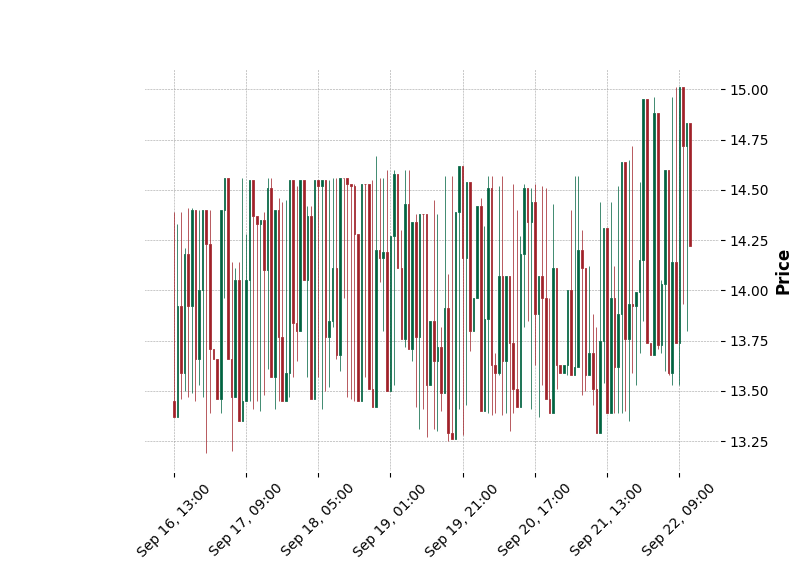 15.00
14.75
14.50
14.25
14.00
13.75
13.50
13.25
Price
Sep 16, 13:00
Sep 17, 09:00
Sep 18, 05:00
Sep 19, 01:00
Sep 19, 21:00
Sep 20, 17:00
Sep 21, 13:00
Sep 22, 09:00